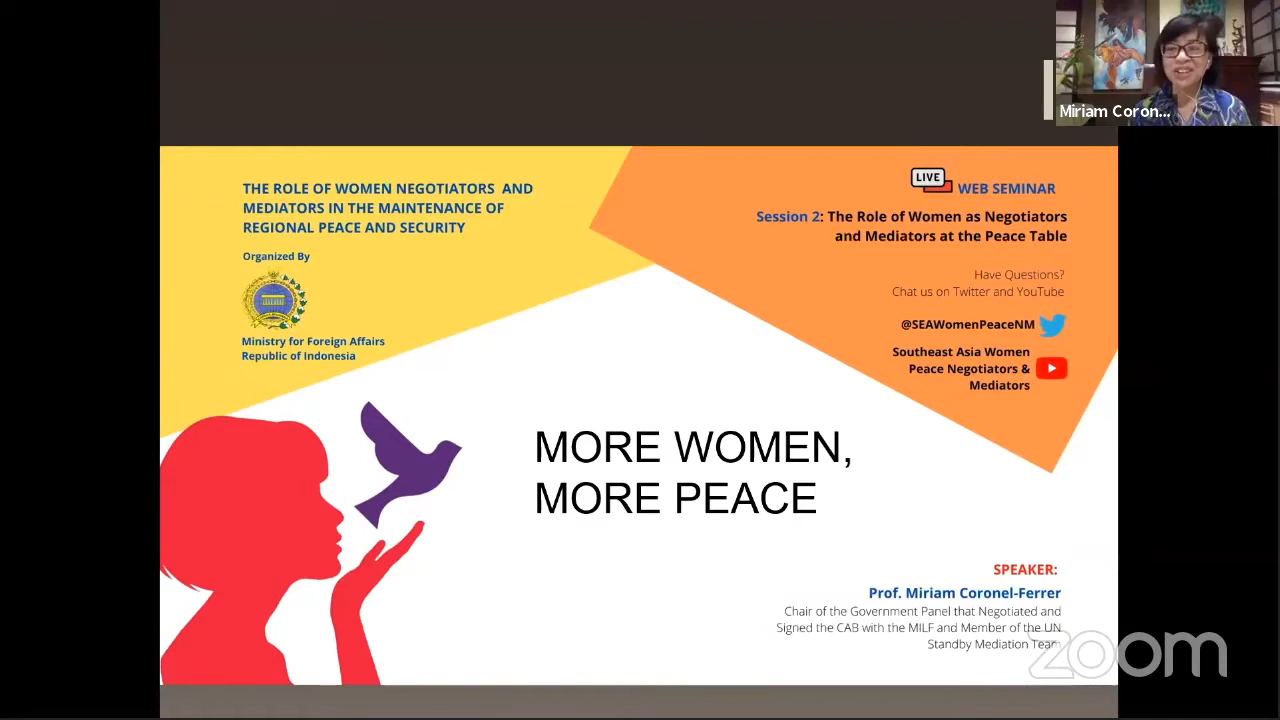 Miriam Coron...
THE ROLE OF WOMEN NEGOTIATORS AND
MEDIATORS IN THE MAINTENANCE OF
REGIONAL PEACE AND SECURITY
Organized By
Ministry for Foreign Affairs
Republic of Indonesia
LIVE
WEB SEMINAR
Session 2: The Role of Women as Negotiators
and Mediators at the Peace Table
Have Questions?
Chat us on Twitter and YouTube
@SEAWomenPeaceNM
Southeast Asia Women
Peace Negotiators &
Mediators
MORE WOMEN,
MORE PEACE
SPEAKER:
Prof. Miriam Coronel-Ferrer
Chair of the Government Panel that Negotiated and
Signed the CAB with the MILF and Member of the UN
Standby Mediation Team
zoom